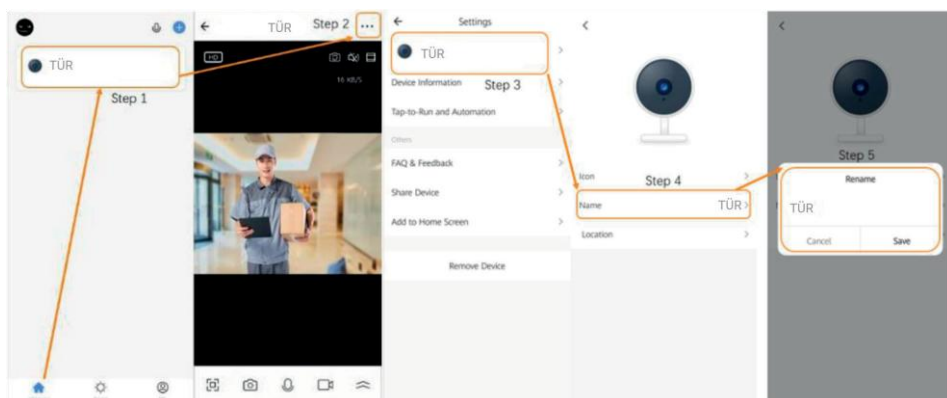 TÜR
Step 1
TÜR
Step 2
HD
16 KB/S
Settings
TÜR
Device Information
Step 3
Tap-to-Run and Automation
Others
FAQ & Feedback
Share Device
Add to Home Screen
Remove Device
Icon
Step 4
Name
TÜR
Location
Step 5
Rename
TÜR
Cancel
Save